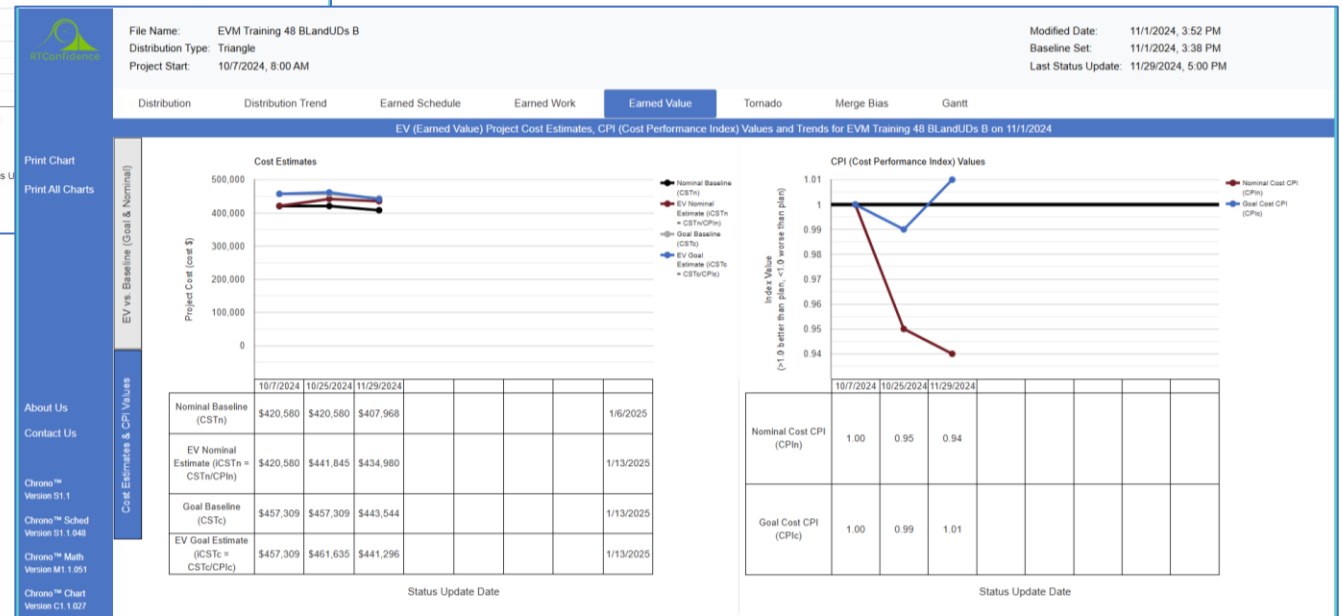 s U
RTConfidence
File Name: EVM Training 48 BLandUDs B
Distribution Type: Triangle
Project Start: 10/7/2024, 8:00 AM
Modified Date: 11/1/2024, 3:52 PM
Baseline Set: 11/1/2024, 3:38 PM
Last Status Update: 11/29/2024, 5:00 PM
Distribution Distribution Trend Earned Schedule Earned Work Earned Value Tornado Merge Bias Gantt
EV (Earned Value) Project Cost Estimates, CPI (Cost Performance Index) Values and Trends for EVM Training 48 BLandUDs B on 11/1/2024
Print Chart
Print All Charts
About Us
Contact Us
Chrono™
Version S1.1
Chrono™ Sched
Version S1.1.048
Chrono™ Math
Version M1.1.051
Chrono™ Chart
Version C1.1.027
EV vs. Baseline (Goal & Nominal)
Cost Estimates & CPI Values
Cost Estimates
Project Cost (cost $)
500,000
400,000
300,000
200,000
100,000
0
Nominal Baseline
(CSTn)
EV Nominal
Estimate (iCSTn
= CSTn/CPIn)
Goal Baseline
(CSTc)
EV Goal
Estimate (iCSTc
= CSTc/CPIc)
10/7/2024 10/25/2024 11/29/2024
Nominal Baseline
(CSTn)
$420,580 $420,580 $407,968 1/6/2025
EV Nominal
Estimate (iCSTn =
CSTn/CPIn)
$420,580 $441,845 $434,980 1/13/2025
Goal Baseline
(CSTc)
$457,309 $457,309 $443,544 1/13/2025
EV Goal Estimate
(iCSTc =
CSTc/CPIc)
$457,309 $461,635 $441,296 1/13/2025
Status Update Date
CPI (Cost Performance Index) Values
Index Value
(>1.0 better than plan, <1.0 worse than plan)
1.01
1
0.99
0.98
0.97
0.96
0.95
0.94
Nominal Cost CPI
(CPIn)
Goal Cost CPI
(CPIc)
10/7/2024 10/25/2024 11/29/2024
Nominal Cost CPI
(CPIn)
1.00 0.95 0.94
Goal Cost CPI
(CPIc)
1.00 0.99 1.01
Status Update Date